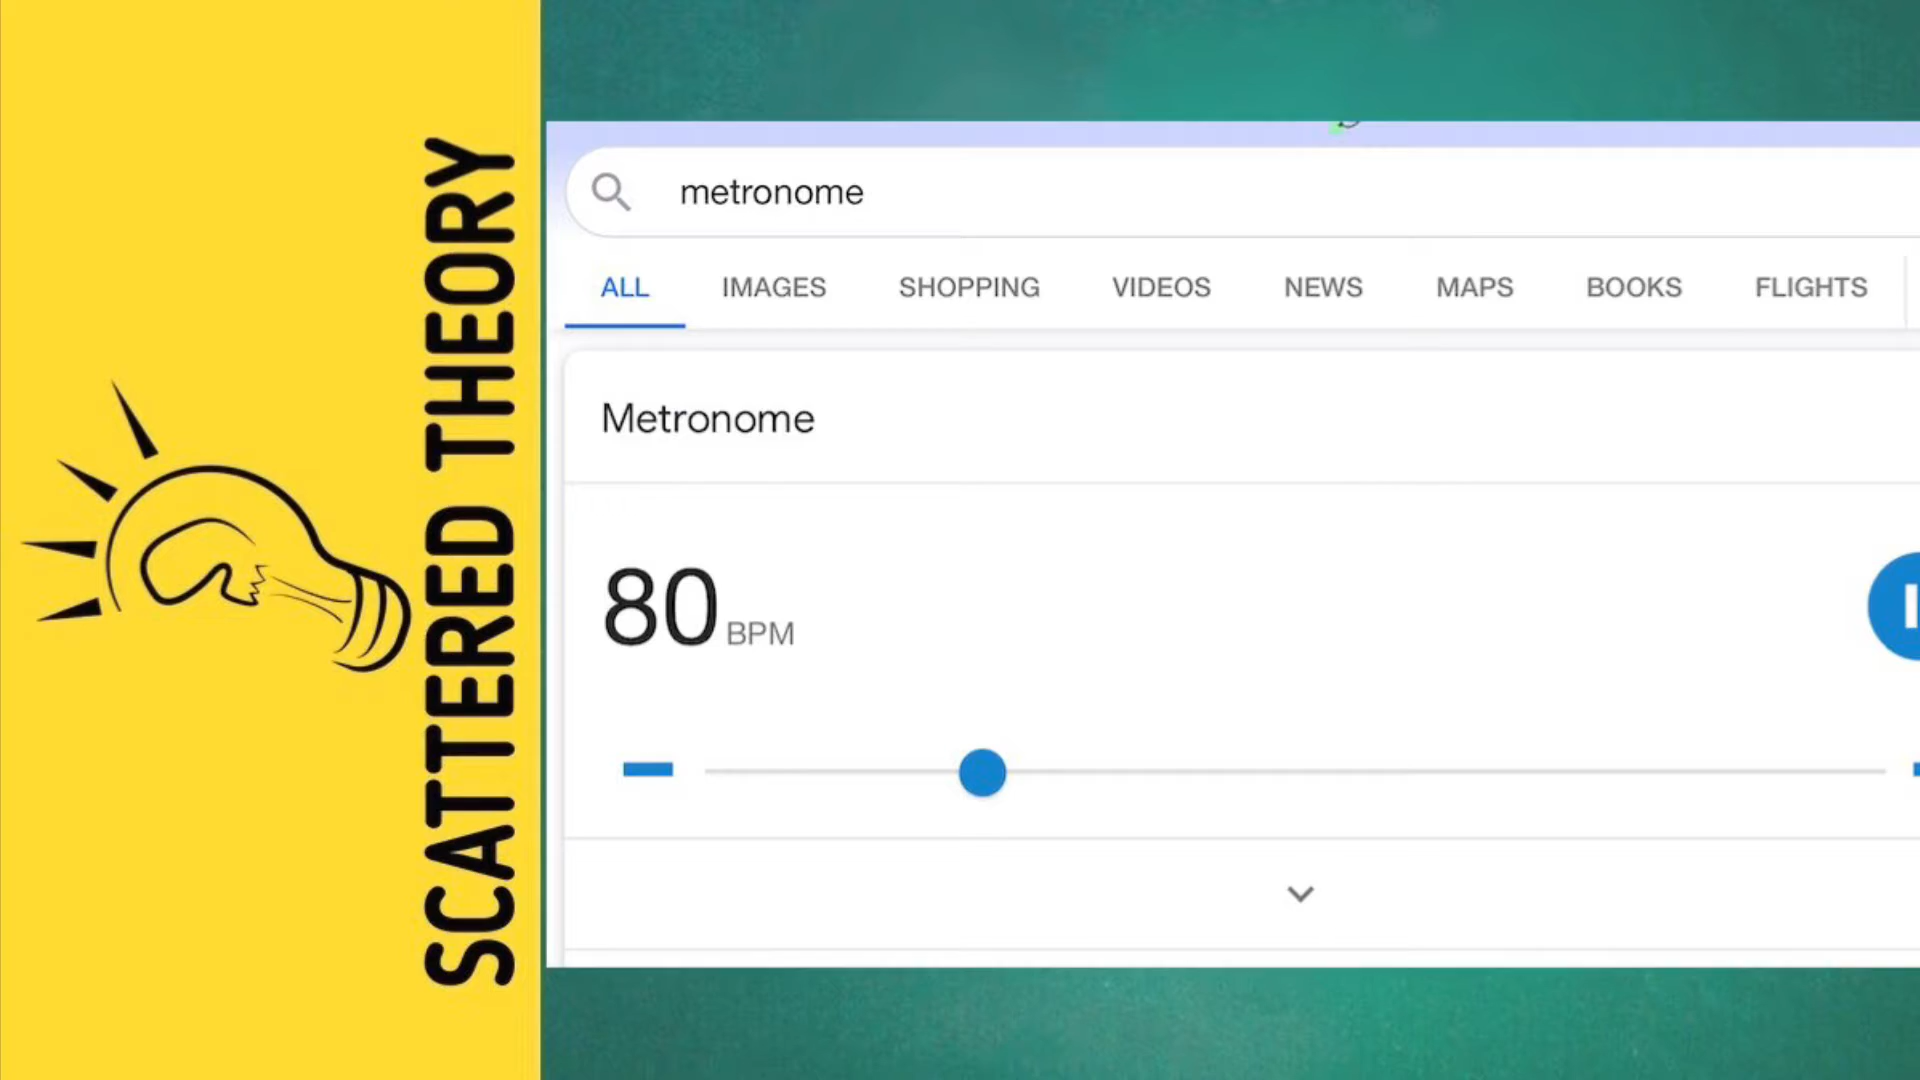 SCATTERED THEORY
metronome
ALL IMAGES SHOPPING VIDEOS NEWS MAPS BOOKS FLIGHTS
Metronome
80 BPM